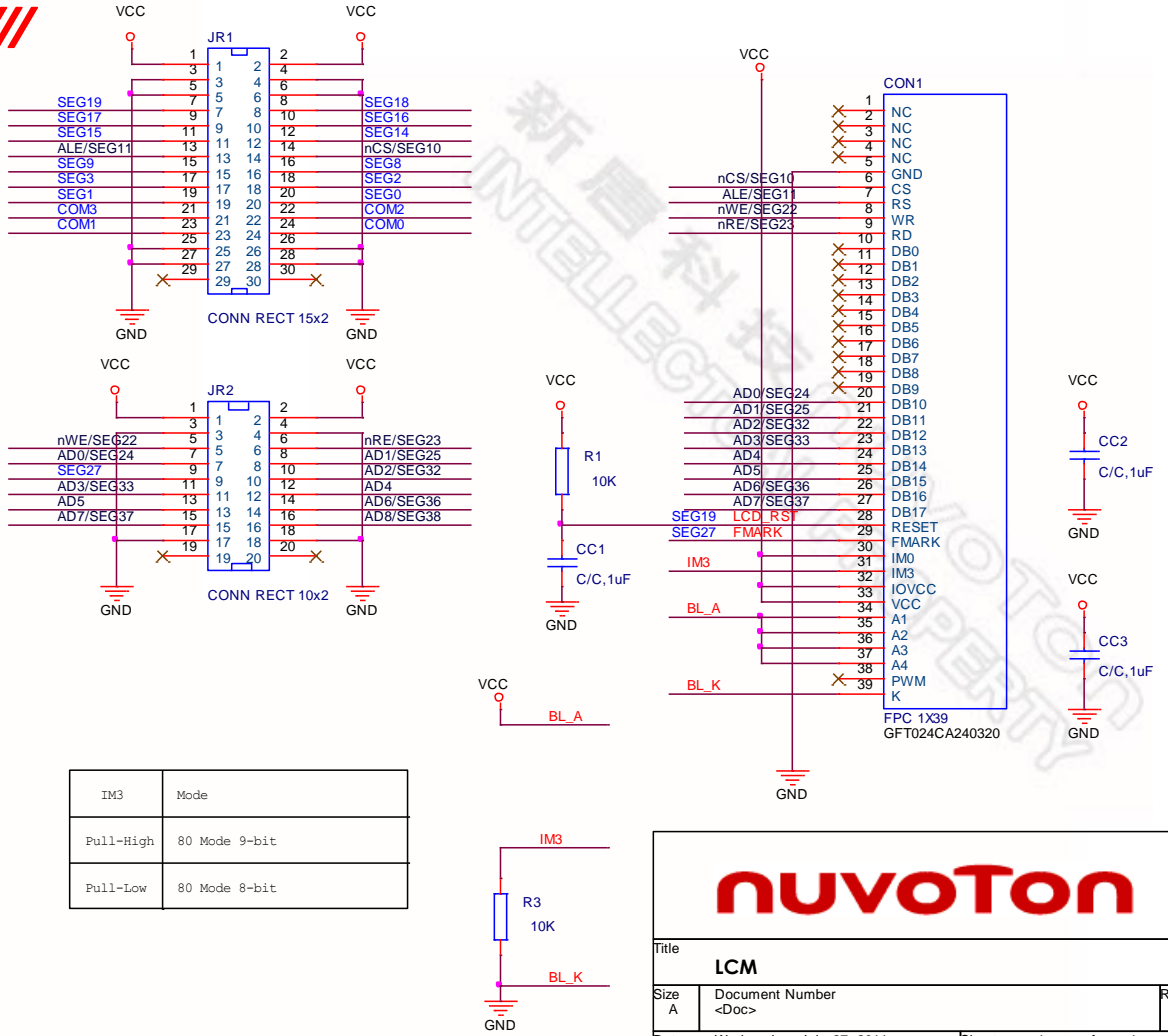 VCC
VCC
JR1
1 1 2 2
3 3 4 4
5 5 6 6
SEG19 7 7 8 8 SEG18
SEG17 9 9 10 10 SEG16
SEG15 11 11 12 12 SEG14
ALE/SEG11 13 13 14 14 nCS/SEG10
SEG9 15 15 16 16 SEG8
SEG3 17 17 18 18 SEG2
SEG1 19 19 20 20 SEG0
COM3 21 21 22 22 COM2
COM1 23 23 24 24 COM0
25 25 26 26
27 27 28 28
29 29 30 30
CONN RECT 15x2
GND
GND
VCC
VCC
JR2
1 1 2 2
3 3 4 4
nWE/SEG22 5 5 6 6 nRE/SEG23
AD0/SEG24 7 7 8 8 AD1/SEG25
SEG27 9 9 10 10 AD2/SEG32
AD3/SEG33 11 11 12 12 AD4
AD5 13 13 14 14 AD6/SEG36
AD7/SEG37 15 15 16 16 AD8/SEG38
17 17 18 18
19 19 20 20
CONN RECT 10x2
GND
GND
VCC
R1
10K
CC1
C/C,1uF
GND
VCC
CON1
1 NC
2 NC
3 NC
4 NC
5 GND
nCS/SEG10 6 CS
ALE/SEG11 7 RS
nWE/SEG22 8 WR
nRE/SEG23 9 RD
10 DB0
11 DB1
12 DB2
13 DB3
14 DB4
15 DB5
16 DB6
17 DB7
18 DB8
19 DB9
AD0/SEG24 20 DB10
AD1/SEG25 21 DB11
AD2/SEG32 22 DB12
AD3/SEG33 23 DB13
AD4 24 DB14
AD5 25 DB15
AD6/SEG36 26 DB16
AD7/SEG37 27 DB17
SEG19 LCD_RST 28 RESET
SEG27 FMARK 29 FMARK
30 IM0
IM3 31 IM3
32 IOVCC
33 VCC
BL_A 34 A1
35 A2
36 A3
37 A4
38 PWM
BL_K 39 K
FPC 1X39
GFT024CA240320
GND
VCC
CC2
C/C,1uF
GND
VCC
CC3
C/C,1uF
GND
VCC
BL_A
IM3
R3
10K
BL_K
GND
IM3 Mode
Pull-High 80 Mode 9-bit
Pull-Low 80 Mode 8-bit
新唐科技
NUVOTON
INTELLECTUAL PROPERTY
nuvoTon
Title
LCM
Size
A
Document Number
<Doc>